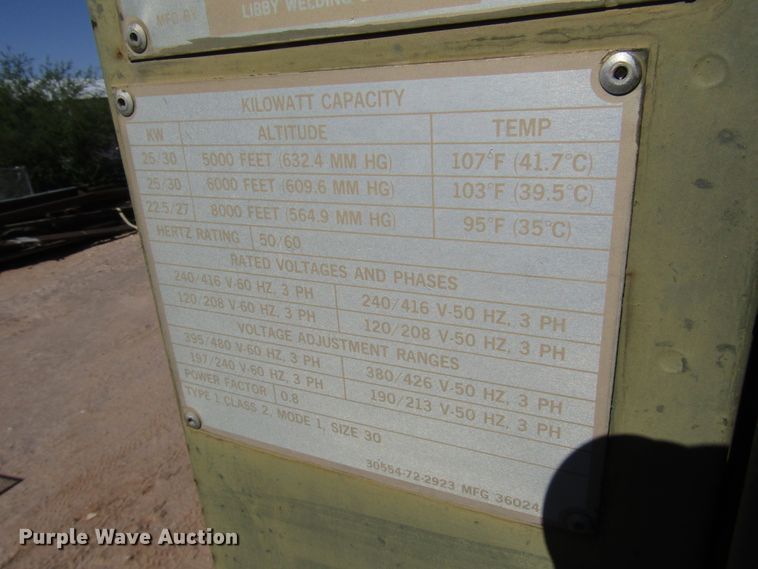 MFG BY LIBBY WELDING
KILOWATT CAPACITY
KW ALTITUDE TEMP
25/30 5000 FEET (632.4 MM HG) 107°F (41.7°C)
25/30 6000 FEET (609.6 MM HG) 103°F (39.5°C)
22.5/27 8000 FEET (564.9 MM HG) 95°F (35°C)
HERTZ RATING 50/60
RATED VOLTAGES AND PHASES
240/416 V-60 HZ, 3 PH 240/416 V-50 HZ, 3 PH
120/208 V-60 HZ, 3 PH 120/208 V-50 HZ, 3 PH
VOLTAGE ADJUSTMENT RANGES
395/480 V-60 HZ, 3 PH 380/426 V-50 HZ, 3 PH
197/240 V-60 HZ, 3 PH 190/213 V-50 HZ, 3 PH
POWER FACTOR 0.8
TYPE 1 CLASS 2, MODE 1, SIZE 30
30554-72-2923 MFG 36024
Purple Wave Auction